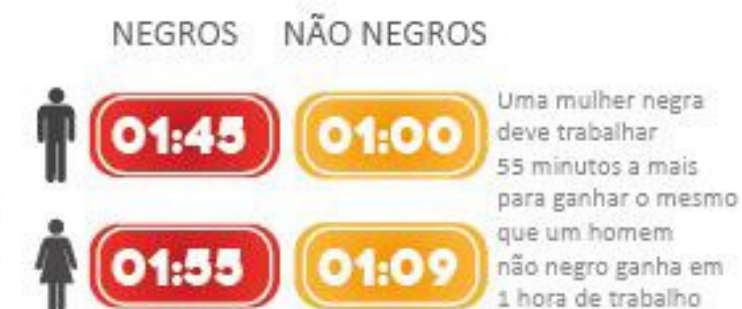 NEGROS NÃO NEGROS
01:45 01:00
01:55 01:09
Uma mulher negra
deve trabalhar
55 minutos a mais
para ganhar o mesmo
que um homem
não negro ganha em
1 hora de trabalho